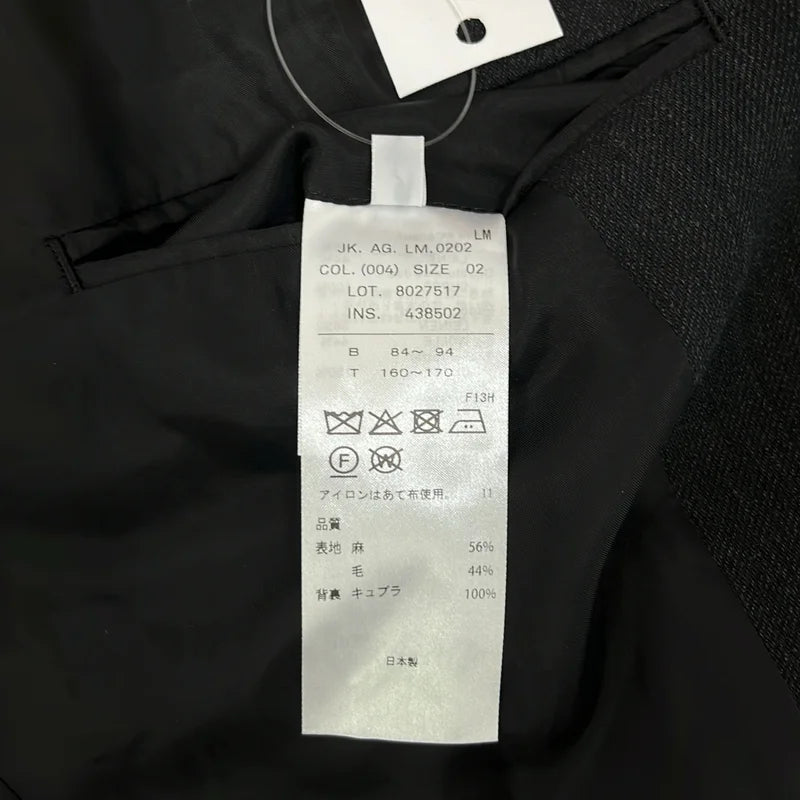 LM
JK. AG. LM.0202
COL. (004) SIZE 02
LOT. 8027517
INS. 438502
B 84〜 94
T 160〜170
F13H
F W
アイロンはあて布使用。 11
品質
表地 麻 56%
毛 44%
背裏 キュプラ 100%
日本製